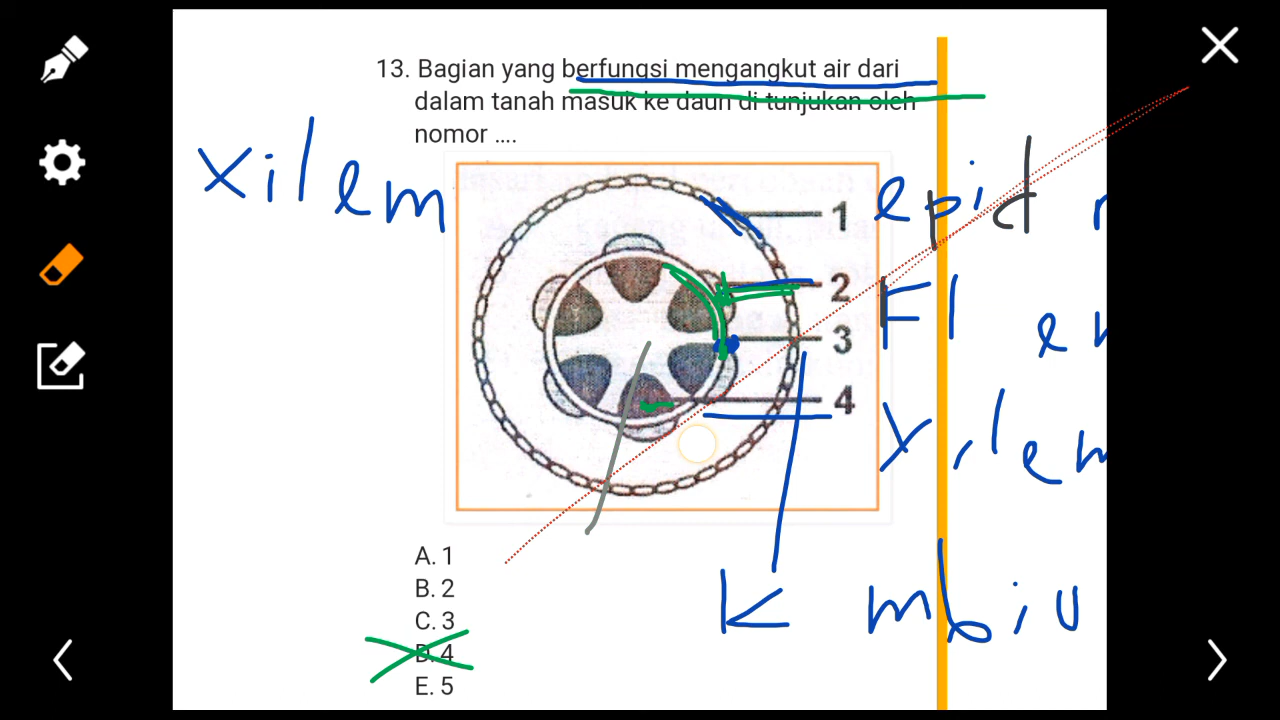 13. Bagian yang berfungsi mengangkut air dari
dalam tanah masuk ke daun di tunjukan oleh
nomor ....
xilem
1
2
3
4
epid
Fl e
xilem
K mbiu
A. 1
B. 2
C. 3
D. 4
E. 5